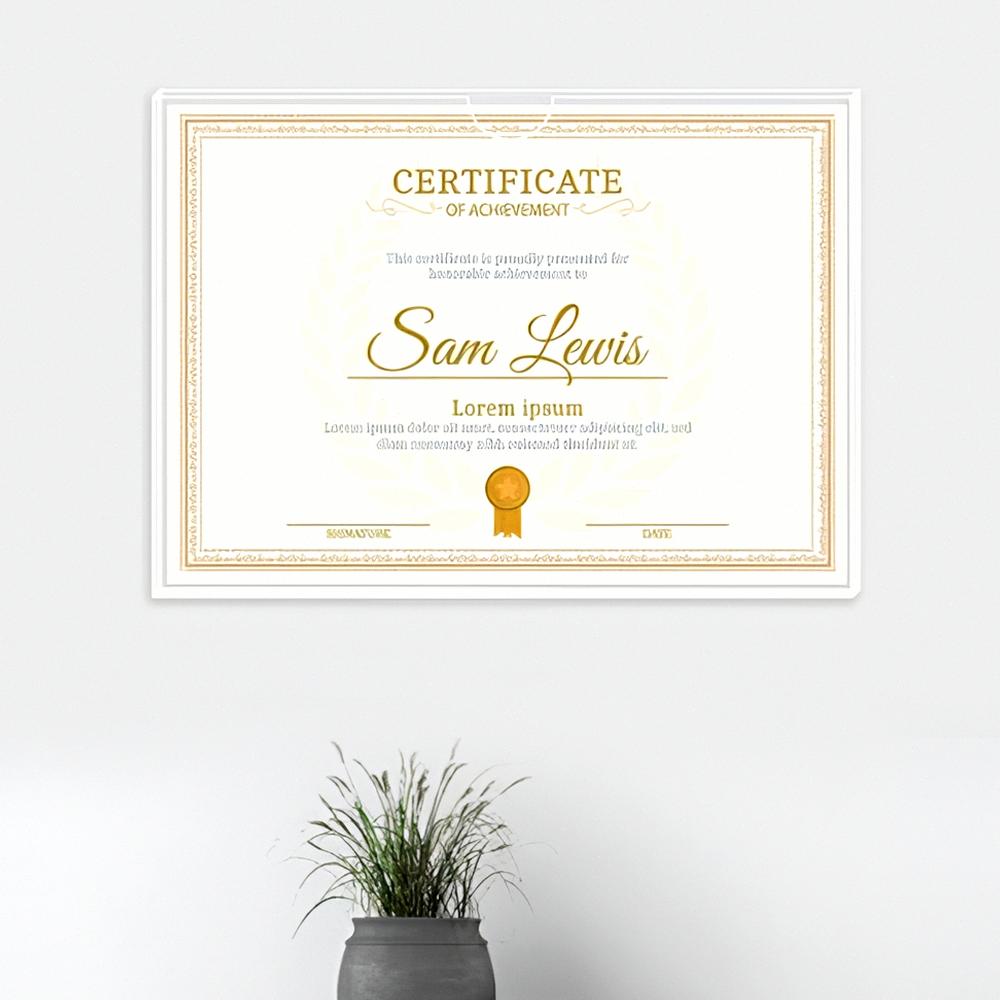 CERTIFICATE
OF ACHIEVEMENT
This certificate is proudly presented for
honorable achievement to
Sam Lewis
Lorem ipsum
Lorem ipsum dolor sit amet, consectetuer adipiscing elit, sed
diam nonummy nibh euismod tincidunt ut.
SIGNATURE
DATE